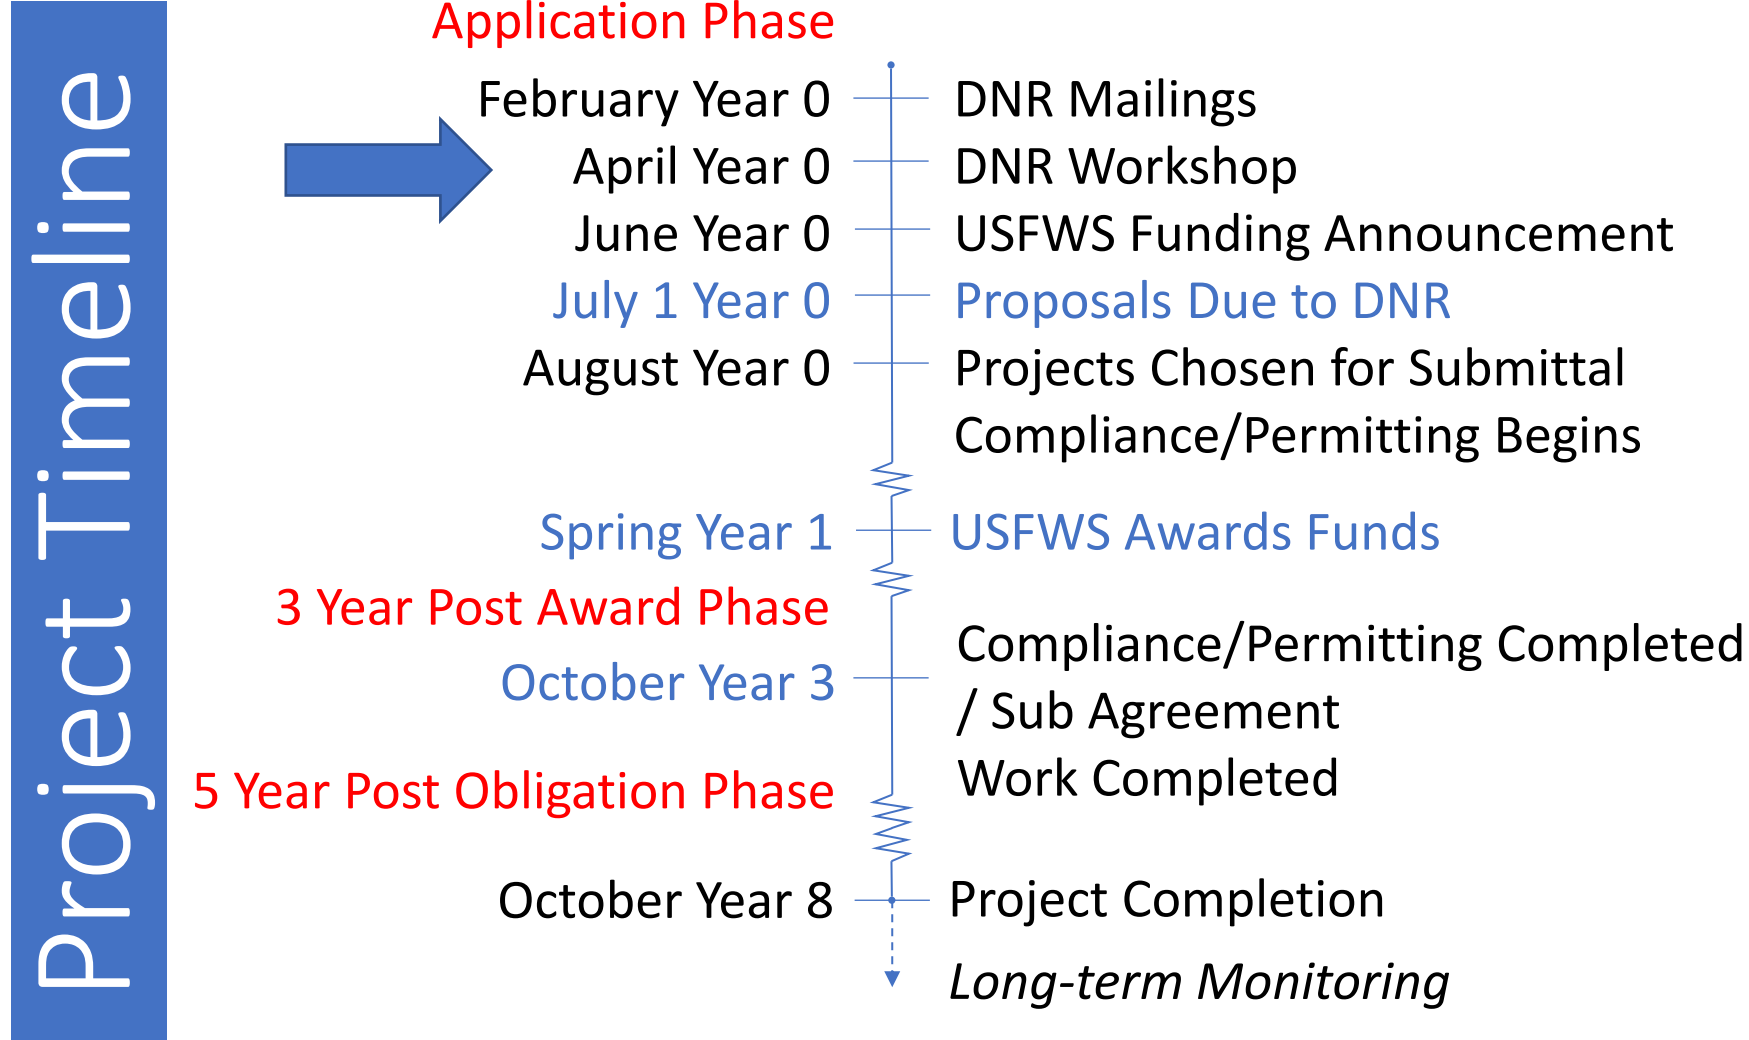 Project Timeline
Application Phase
February Year 0 DNR Mailings
April Year 0 DNR Workshop
June Year 0 USFWS Funding Announcement
July 1 Year 0 Proposals Due to DNR
August Year 0 Projects Chosen for Submittal
Compliance/Permitting Begins
Spring Year 1 USFWS Awards Funds
3 Year Post Award Phase
Compliance/Permitting Completed
October Year 3
/ Sub Agreement
Work Completed
5 Year Post Obligation Phase
October Year 8 Project Completion
Long-term Monitoring